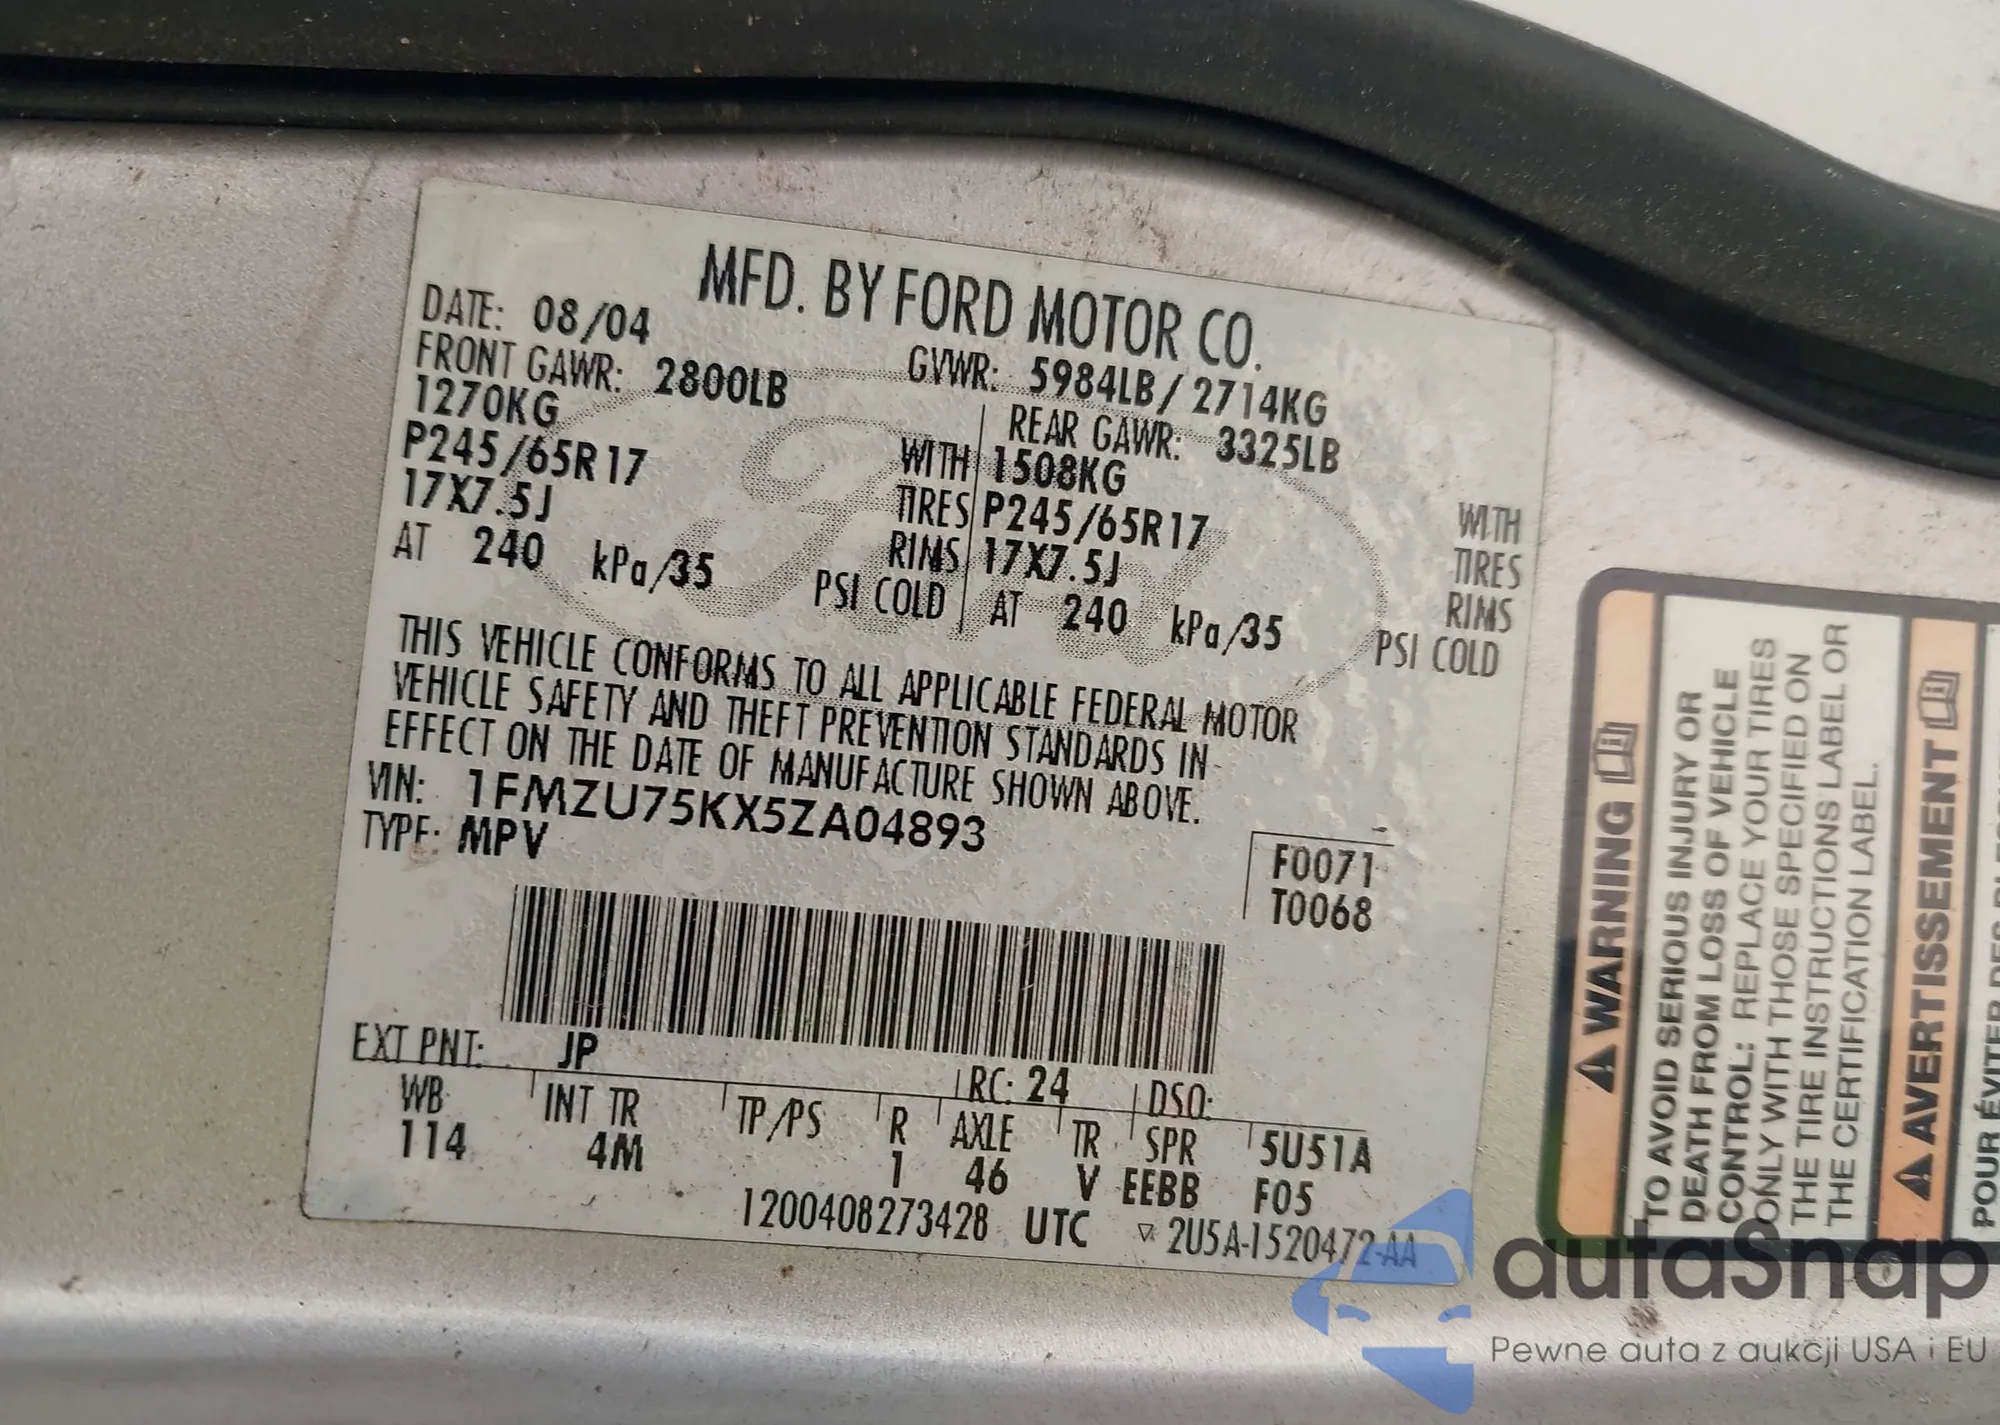 MFD. BY FORD MOTOR CO.
DATE: 08/04 GVWR: 5984LB / 2714KG
FRONT GAWR: 2800LB REAR GAWR: 3325LB
1270KG WITH 1508KG WITH
P245/65R17 TIRES P245/65R17 TIRES
17X7.5J RIMS 17X7.5J RIMS
AT 240 kPa/35 PSI COLD AT 240 kPa/35 PSI COLD
THIS VEHICLE CONFORMS TO ALL APPLICABLE FEDERAL MOTOR
VEHICLE SAFETY AND THEFT PREVENTION STANDARDS IN
EFFECT ON THE DATE OF MANUFACTURE SHOWN ABOVE.
VIN: 1FMZU75KX5ZA04893
TYPE: MPV
F0071
T0068
EXT PNT: JP RC: 24 DSO:
WB INT TR TP/PS R AXLE TR SPR 5U51A
114 4M 1 46 V EEBB F05
1200408273428 UTC ▽ 2U5A-1520472-AA
⚠ WARNING
TO AVOID SERIOUS INJURY OR
DEATH FROM LOSS OF VEHICLE
CONTROL: REPLACE YOUR TIRES
ONLY WITH THOSE SPECIFIED ON
THE TIRE INSTRUCTIONS LABEL OR
THE CERTIFICATION LABEL.
⚠ AVERTISSEMENT
POUR ÉVITER DES
autaSnap
Pewne auta z aukcji USA i EU